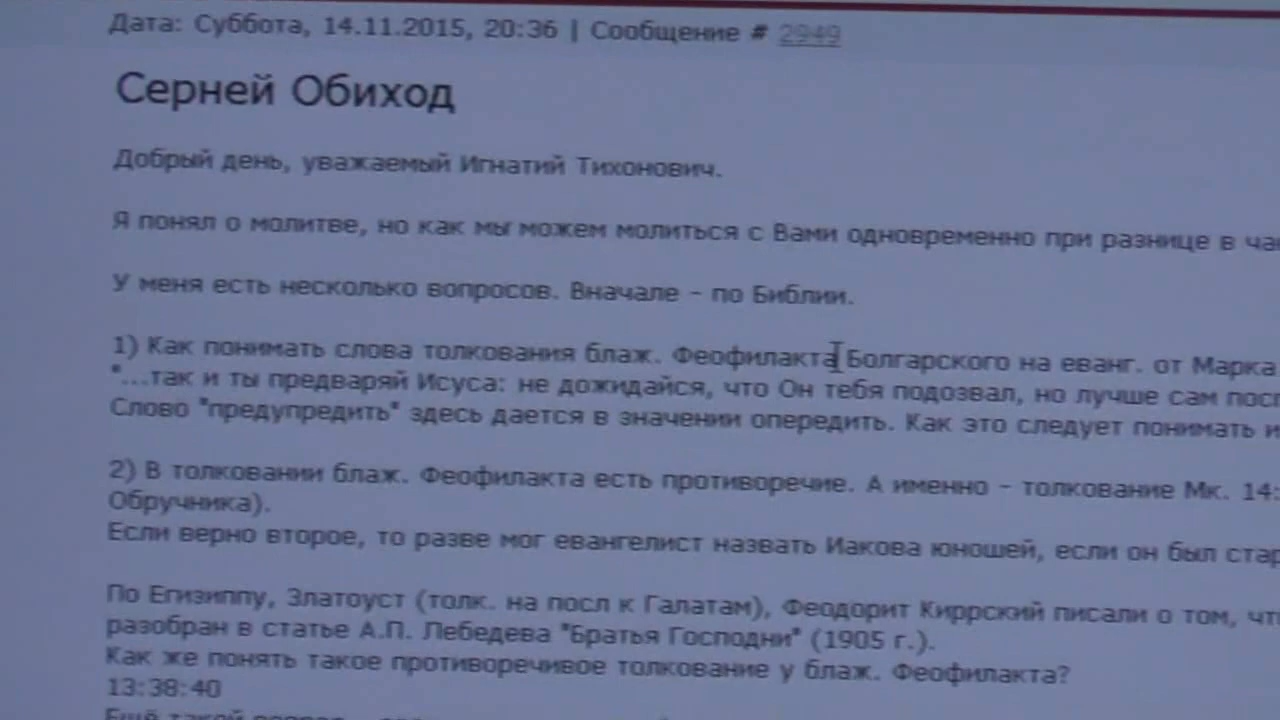 Дата: Суббота, 14.11.2015, 20:36 | Сообщение # 2949
Серней Обиход
Добрый день, уважаемый Игнатий Тихонович.
Я понял о молитве, но как мы можем молиться с Вами одновременно при разнице в ча
У меня есть несколько вопросов. Вначале - по Библии.
1) Как понимать слова толкования блаж. Феофилакта Болгарского на еванг. от Марка
"...так и ты предваряй Исуса: не дожидайся, что Он тебя подозвал, но лучше сам посп
Слово "предупредить" здесь дается в значении опередить. Как это следует понимать и
2) В толковании блаж. Феофилакта есть противоречие. А именно - толкование Мк. 14:
Обручника).
Если верно второе, то разве мог евангелист назвать Иакова юношей, если он был стар
По Егизиппу, Златоуст (толк. на посл к Галатам), Феодорит Киррский писали о том, что
разобран в статье А.П. Лебедева "Братья Господни" (1905 г.).
Как же понять такое противоречивое толкование у блаж. Феофилакта?
13:38:40
Ещё такой вопрос